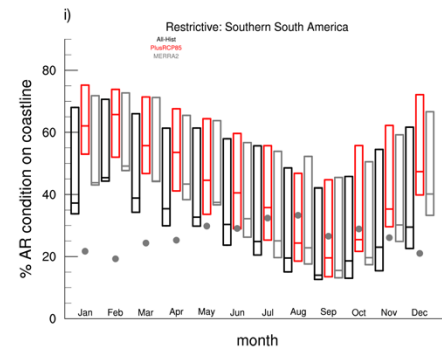 i)
Restrictive: Southern South America
All-Hist
PlusRCP85
MERRA2
% AR condition on coastline
80
60
40
20
0
Jan Feb Mar Apr May Jun Jul Aug Sep Oct Nov Dec
month